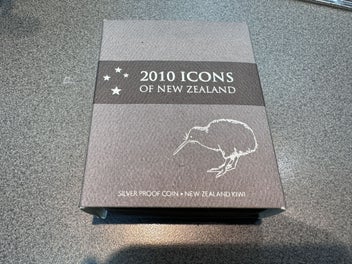 2010 ICONS
OF NEW ZEALAND
SILVER PROOF COIN • NEW ZEALAND KIWI